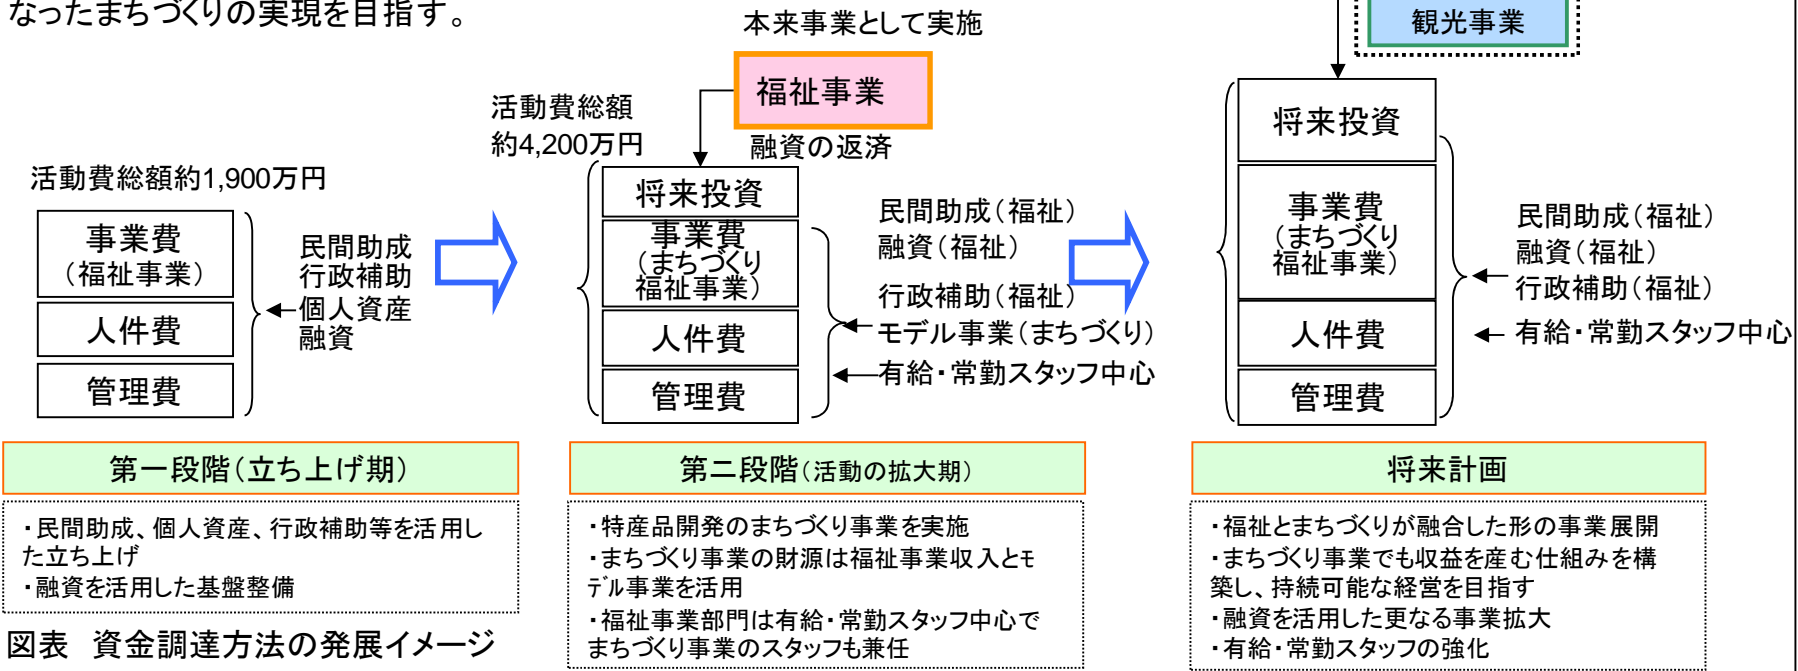 なったまちづくりの実現を目指す。
本来事業として実施
観光事業
福祉事業
融資の返済
活動費総額約1,900万円
事業費
（福祉事業）
人件費
管理費
民間助成
行政補助
個人資産
融資
活動費総額
約4,200万円
将来投資
事業費
（まちづくり
福祉事業）
人件費
管理費
民間助成（福祉）
融資（福祉）
行政補助（福祉）
モデル事業（まちづくり）
有給・常勤スタッフ中心
将来投資
事業費
（まちづくり
福祉事業）
人件費
管理費
民間助成（福祉）
融資（福祉）
行政補助（福祉）
有給・常勤スタッフ中心
第一段階（立ち上げ期）
・民間助成、個人資産、行政補助等を活用し
た立ち上げ
・融資を活用した基盤整備
第二段階（活動の拡大期）
・特産品開発のまちづくり事業を実施
・まちづくり事業の財源は福祉事業収入とﾓ
ﾃﾞﾙ事業を活用
・福祉事業部門は有給・常勤スタッフ中心で
まちづくり事業のスタッフも兼任
将来計画
・福祉とまちづくりが融合した形の事業展開
・まちづくり事業でも収益を産む仕組みを構
築し、持続可能な経営を目指す
・融資を活用した更なる事業拡大
・有給・常勤スタッフの強化
図表　資金調達方法の発展イメージ